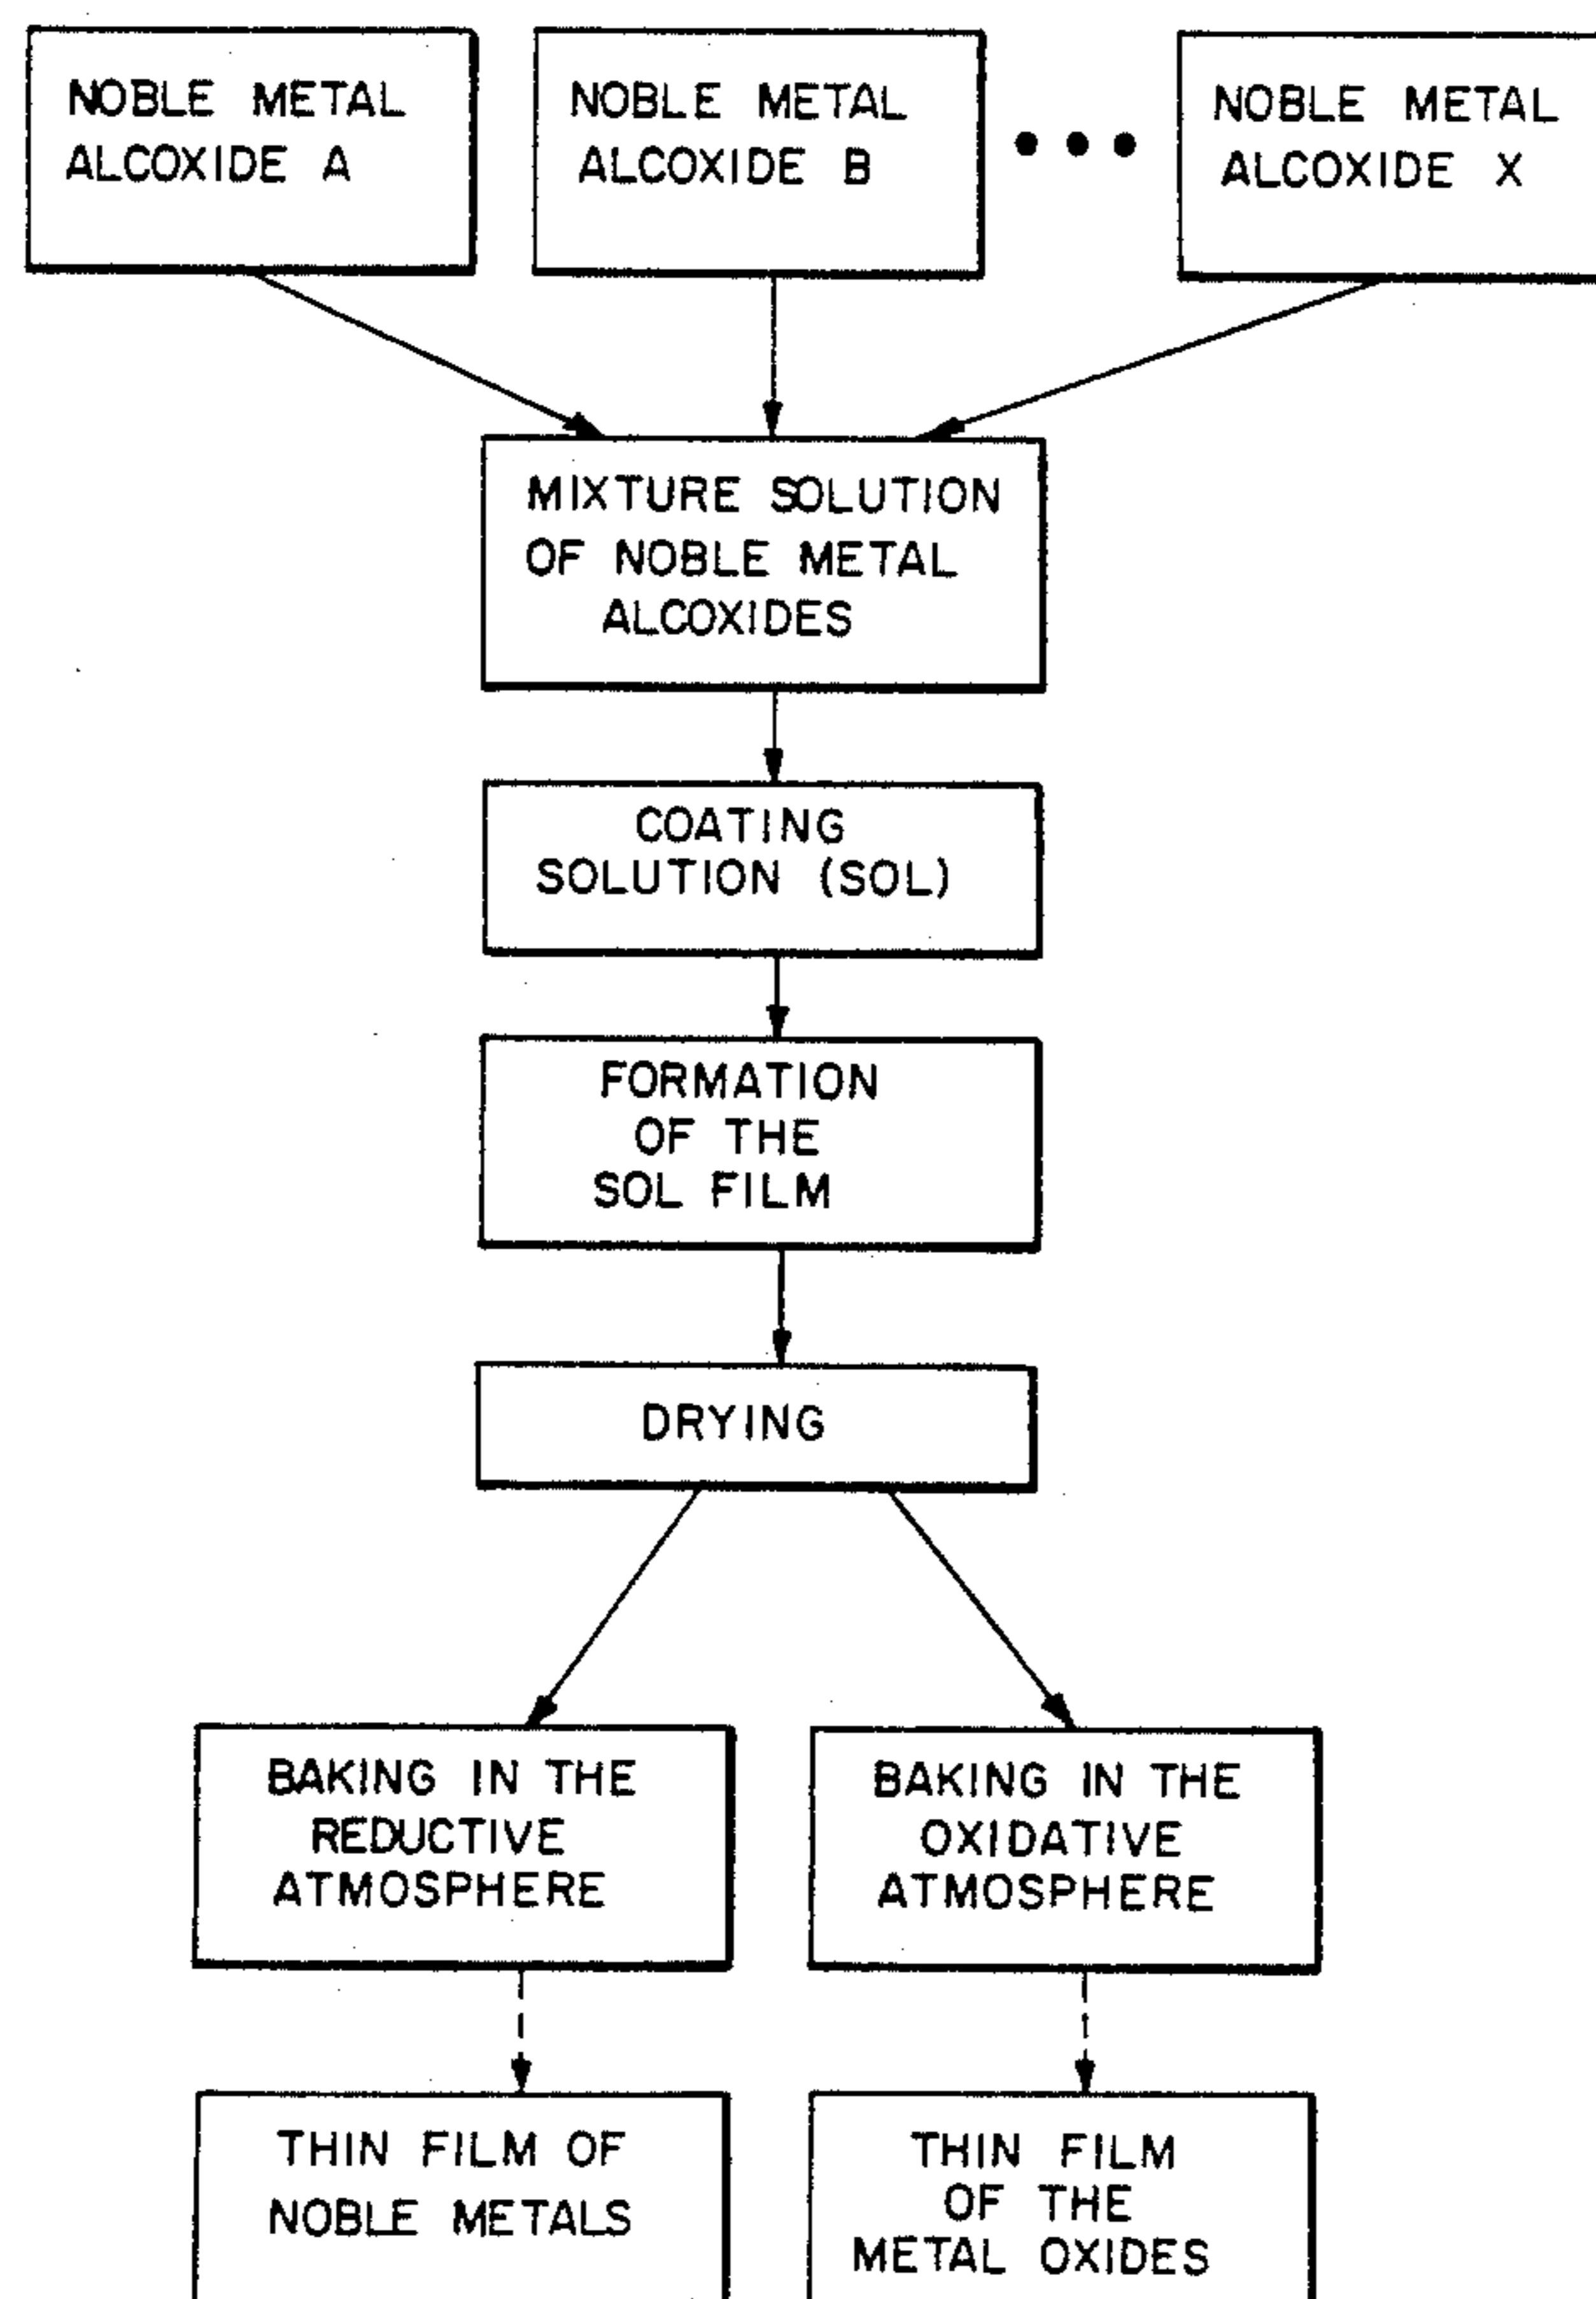 NOBLE METAL
ALCOXIDE A
NOBLE METAL
ALCOXIDE B
NOBLE METAL
ALCOXIDE X
MIXTURE SOLUTION
OF NOBLE METAL
ALCOXIDES
COATING
SOLUTION (SOL)
FORMATION
OF THE
SOL FILM
DRYING
BAKING IN THE
REDUCTIVE
ATMOSPHERE
BAKING IN THE
OXIDATIVE
ATMOSPHERE
THIN FILM OF
NOBLE METALS
THIN FILM
OF THE
METAL OXIDES